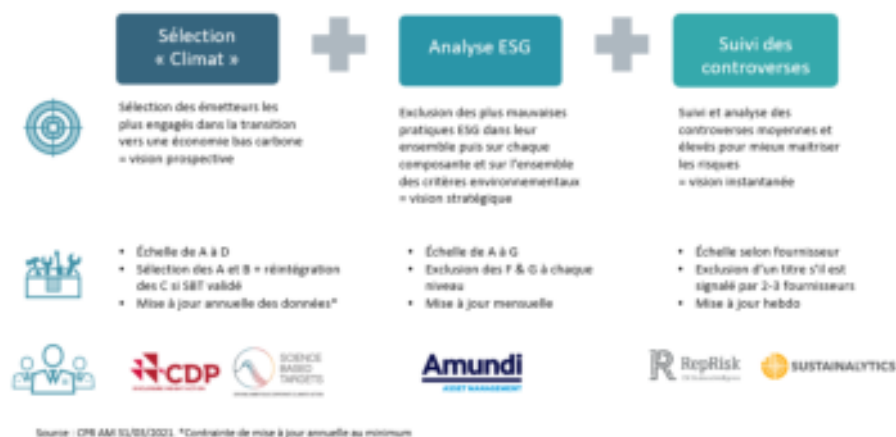 Sélection
« Climat »
Analyse ESG
Suivi des
controverses
Sélection des émetteurs les
plus engagés dans la transition
vers une économie bas carbone
= vision prospective
Exclusion des plus mauvaises
pratiques ESG dans leur
ensemble puis sur chaque
composante et sur l'ensemble
des critères environnementaux
= vision stratégique
Suivi et analyse des
controverses moyennes et
élevés pour mieux maitriser
les risques
= vision instantanée
• Échelle de A à D
• Sélection des A et B + réintégration
des C si SBT validé
• Mise à jour annuelle des données*
• Échelle de A à G
• Exclusion des F & G à chaque
niveau
• Mise à jour mensuelle
• Échelle selon fournisseur
• Exclusion d'un titre s'il est
signalé par 2-3 fournisseurs
• Mise à jour hebdo
CDP
SCIENCE
BASED
TARGETS
Amundi
ASSET MANAGEMENT
RepRisk
SUSTAINALYTICS
Source : CPR AM 31/03/2021. *Contrainte de mise à jour annuelle au minimum